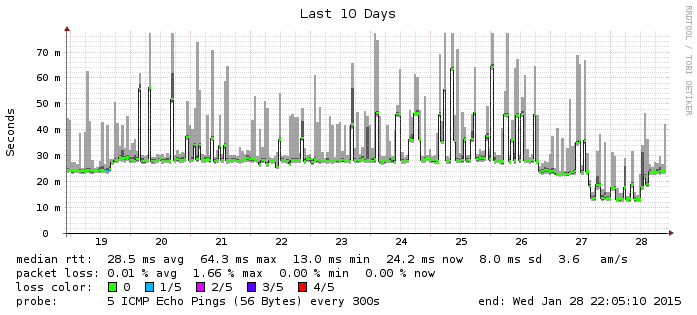 Last 10 Days
RRDTOOL / TOBI OETIKER
Seconds
70 m
60 m
50 m
40 m
30 m
20 m
10 m
0
19 20 21 22 23 24 25 26 27 28
median rtt: 28.5 ms avg 64.3 ms max 13.0 ms min 24.2 ms now 8.0 ms sd 3.6 am/s
packet loss: 0.01 % avg 1.66 % max 0.00 % min 0.00 % now
loss color: 0 1/5 2/5 3/5 4/5
probe: 5 ICMP Echo Pings (56 Bytes) every 300s end: Wed Jan 28 22:05:10 2015